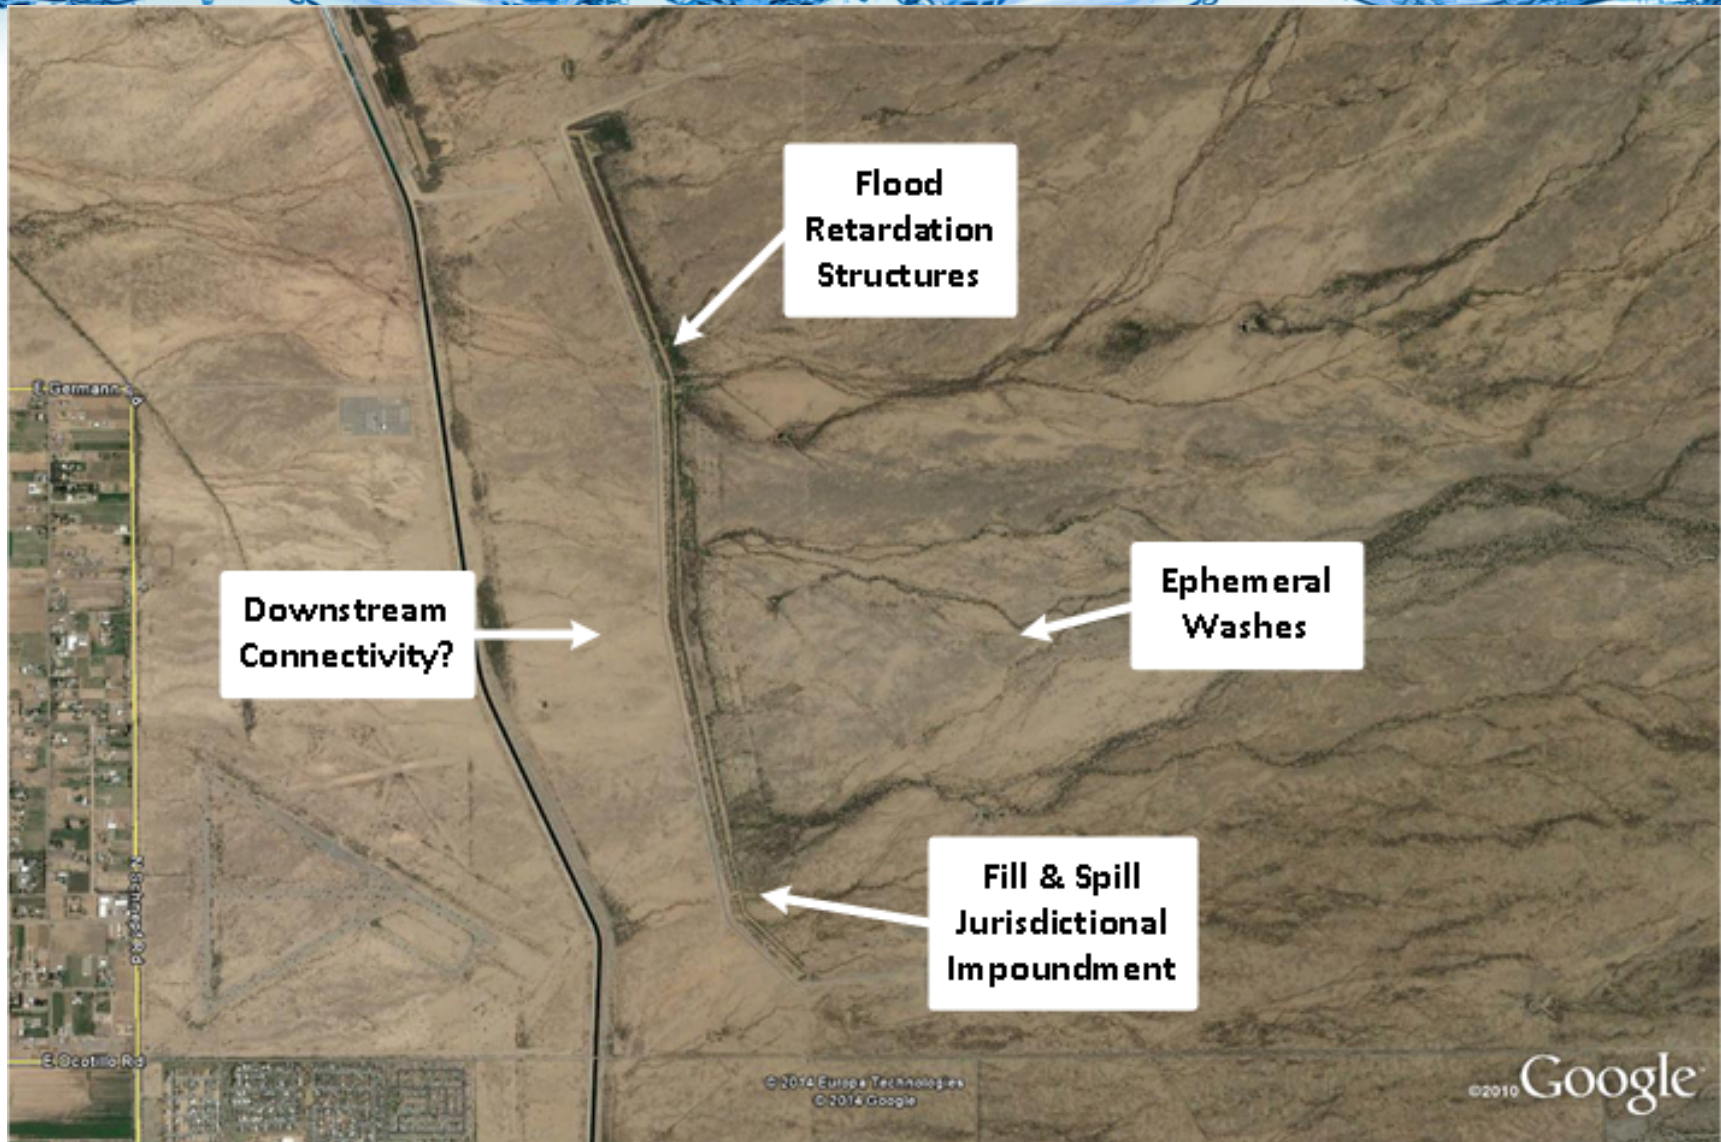 Flood
Retardation
Structures
E Germann Rd
Downstream
Connectivity?
Ephemeral
Washes
Fill & Spill
Jurisdictional
Impoundment
N Schnepf Rd
E Ocotillo Rd
© 2014 Europa Technologies
© 2014 Google
©2010 Google